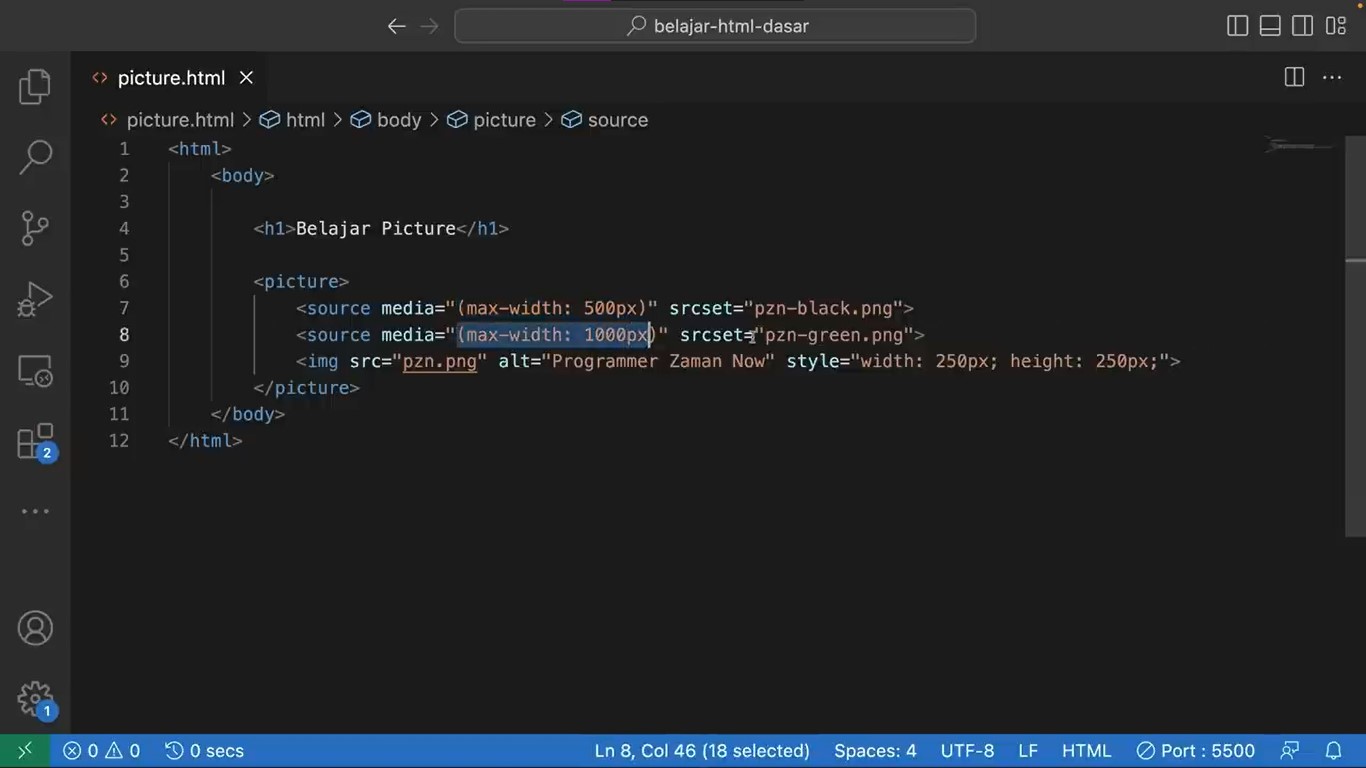 belajar-html-dasar
picture.html
picture.html > html > body > picture > source
1 <html>
2 <body>
3
4 <h1>Belajar Picture</h1>
5
6 <picture>
7 <source media="(max-width: 500px)" srcset="pzn-black.png">
8 <source media="(max-width: 1000px)" srcset="pzn-green.png">
9 <img src="pzn.png" alt="Programmer Zaman Now" style="width: 250px; height: 250px;">
10 </picture>
11 </body>
12 </html>
2
1
0 0 0 secs Ln 8, Col 46 (18 selected) Spaces: 4 UTF-8 LF HTML Port : 5500